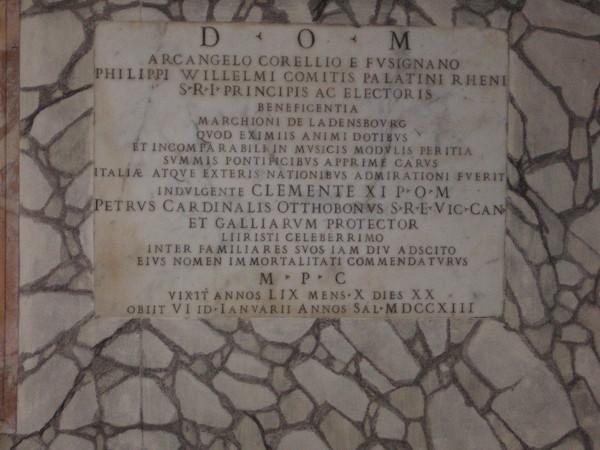 D · O · M
ARCANGELO CORELLIO E FVSIGNANO
PHILIPPI WILLELMI COMITIS PALATINI RHENI
S·R·I· PRINCIPIS AC ELECTORIS
BENEFICENTIA
MARCHIONI DE LADENSBOVRG
QVOD EXIMIIS ANIMI DOTIBVS
ET INCOMPARABILI IN MVSICIS MODVLIS PERITIA
SVMMIS PONTIFICIBVS APPRIME CARVS
ITALIÆ ATQVE EXTERIS NATIONIBVS ADMIRATIONI FVERIT
INDVLGENTE CLEMENTE XI P·O·M
PETRVS CARDINALIS OTTHOBONVS S·R·E·VIC·CAN
ET GALLIARVM PROTECTOR
LIIRISTI CELEBERRIMO
INTER FAMILIARES SVOS IAM DIV ADSCITO
EIVS NOMEN IMMORTALITATI COMMENDATVRVS
M · P · C
VIXIT ANNOS LIX MENS·X DIES XX
OBIIT VI ID·IANVARII ANNOS SAL·MDCCXIII